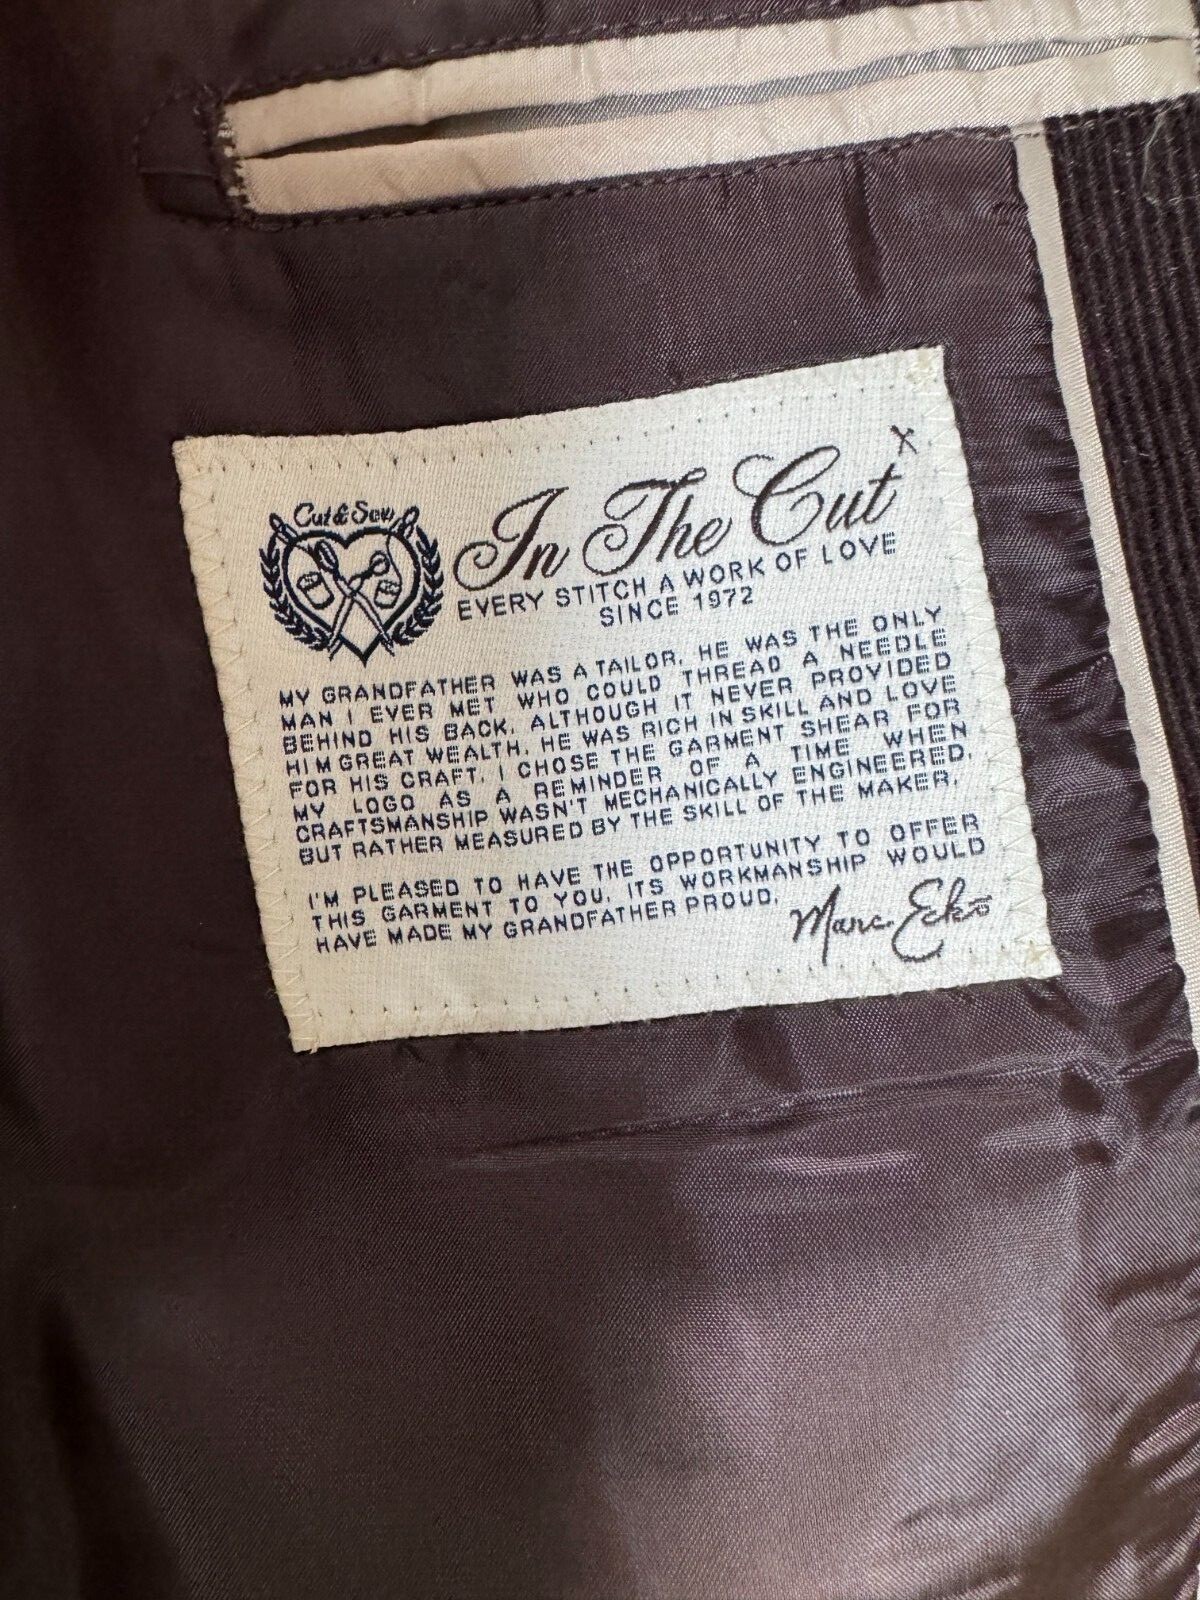 Cut & Sew
In The Cut
EVERY STITCH A WORK OF LOVE
SINCE 1972
MY GRANDFATHER WAS A TAILOR. HE WAS THE ONLY
MAN I EVER MET WHO COULD THREAD A NEEDLE
BEHIND HIS BACK. ALTHOUGH IT NEVER PROVIDED
HIM GREAT WEALTH, HE WAS RICH IN SKILL AND LOVE
FOR HIS CRAFT. I CHOSE THE GARMENT SHEAR FOR
MY LOGO AS A REMINDER OF A TIME WHEN
CRAFTSMANSHIP WASN'T MECHANICALLY ENGINEERED,
BUT RATHER MEASURED BY THE SKILL OF THE MAKER.
I'M PLEASED TO HAVE THE OPPORTUNITY TO OFFER
THIS GARMENT TO YOU. ITS WORKMANSHIP WOULD
HAVE MADE MY GRANDFATHER PROUD.
Marc Eckō